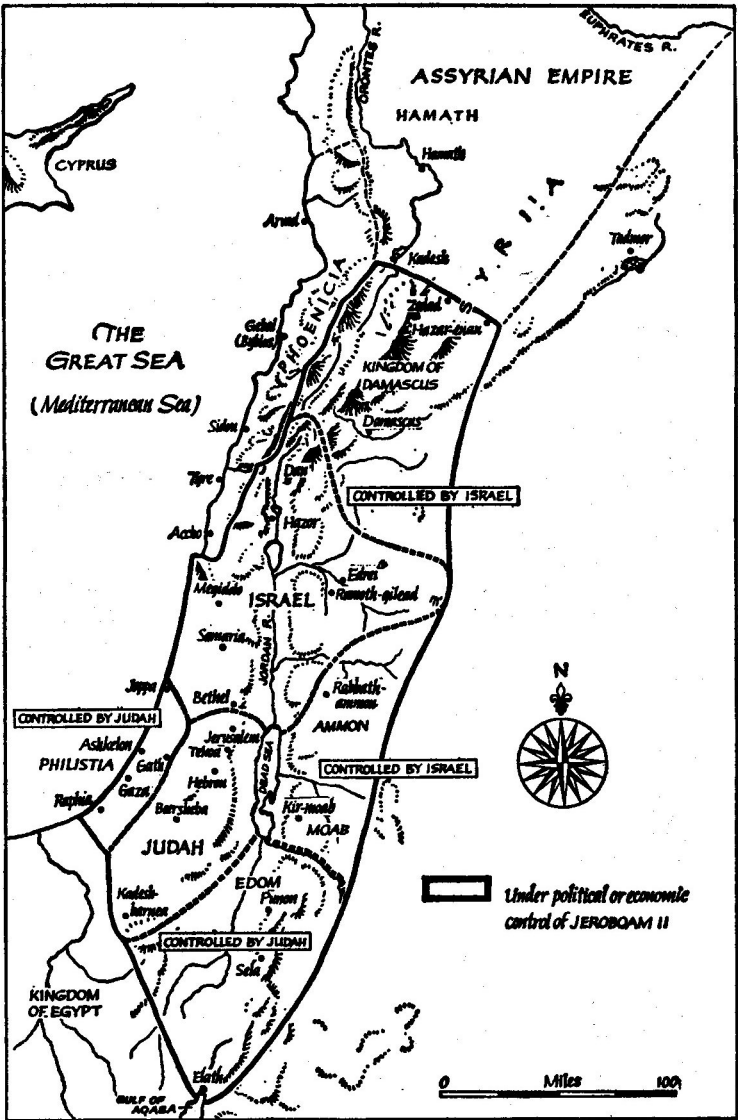 EUPHRATES R.
ORONTES R.
ASSYRIAN EMPIRE
HAMATH
Hamath
CYPRUS
SYRIA
Arvad
Tadmor
Kadesh
PHOENICIA
Zedad
Hazar-enan
Gebal
(Byblos)
THE
GREAT SEA
(Mediterranean Sea)
KINGDOM OF
DAMASCUS
Damascus
Sidon
Dan
Tyre
CONTROLLED BY ISRAEL
Hazor
Accho
Edrei
Ramoth-gilead
Megiddo
ISRAEL
Samaria
JORDAN R.
N
Joppa
Bethel
Rabbath-
ammon
AMMON
CONTROLLED BY JUDAH
Jerusalem
Tekoa
Ashkelon
PHILISTIA
Gath
Gaza
Hebron
DEAD SEA
CONTROLLED BY ISRAEL
Raphia
Beersheba
Kir-moab
MOAB
JUDAH
EDOM
Punon
Kadesh-
barnea
Under political or economic
control of JEROBOAM II
CONTROLLED BY JUDAH
Sela
KINGDOM
OF EGYPT
Elath
GULF OF
AQABA
0 Miles 100